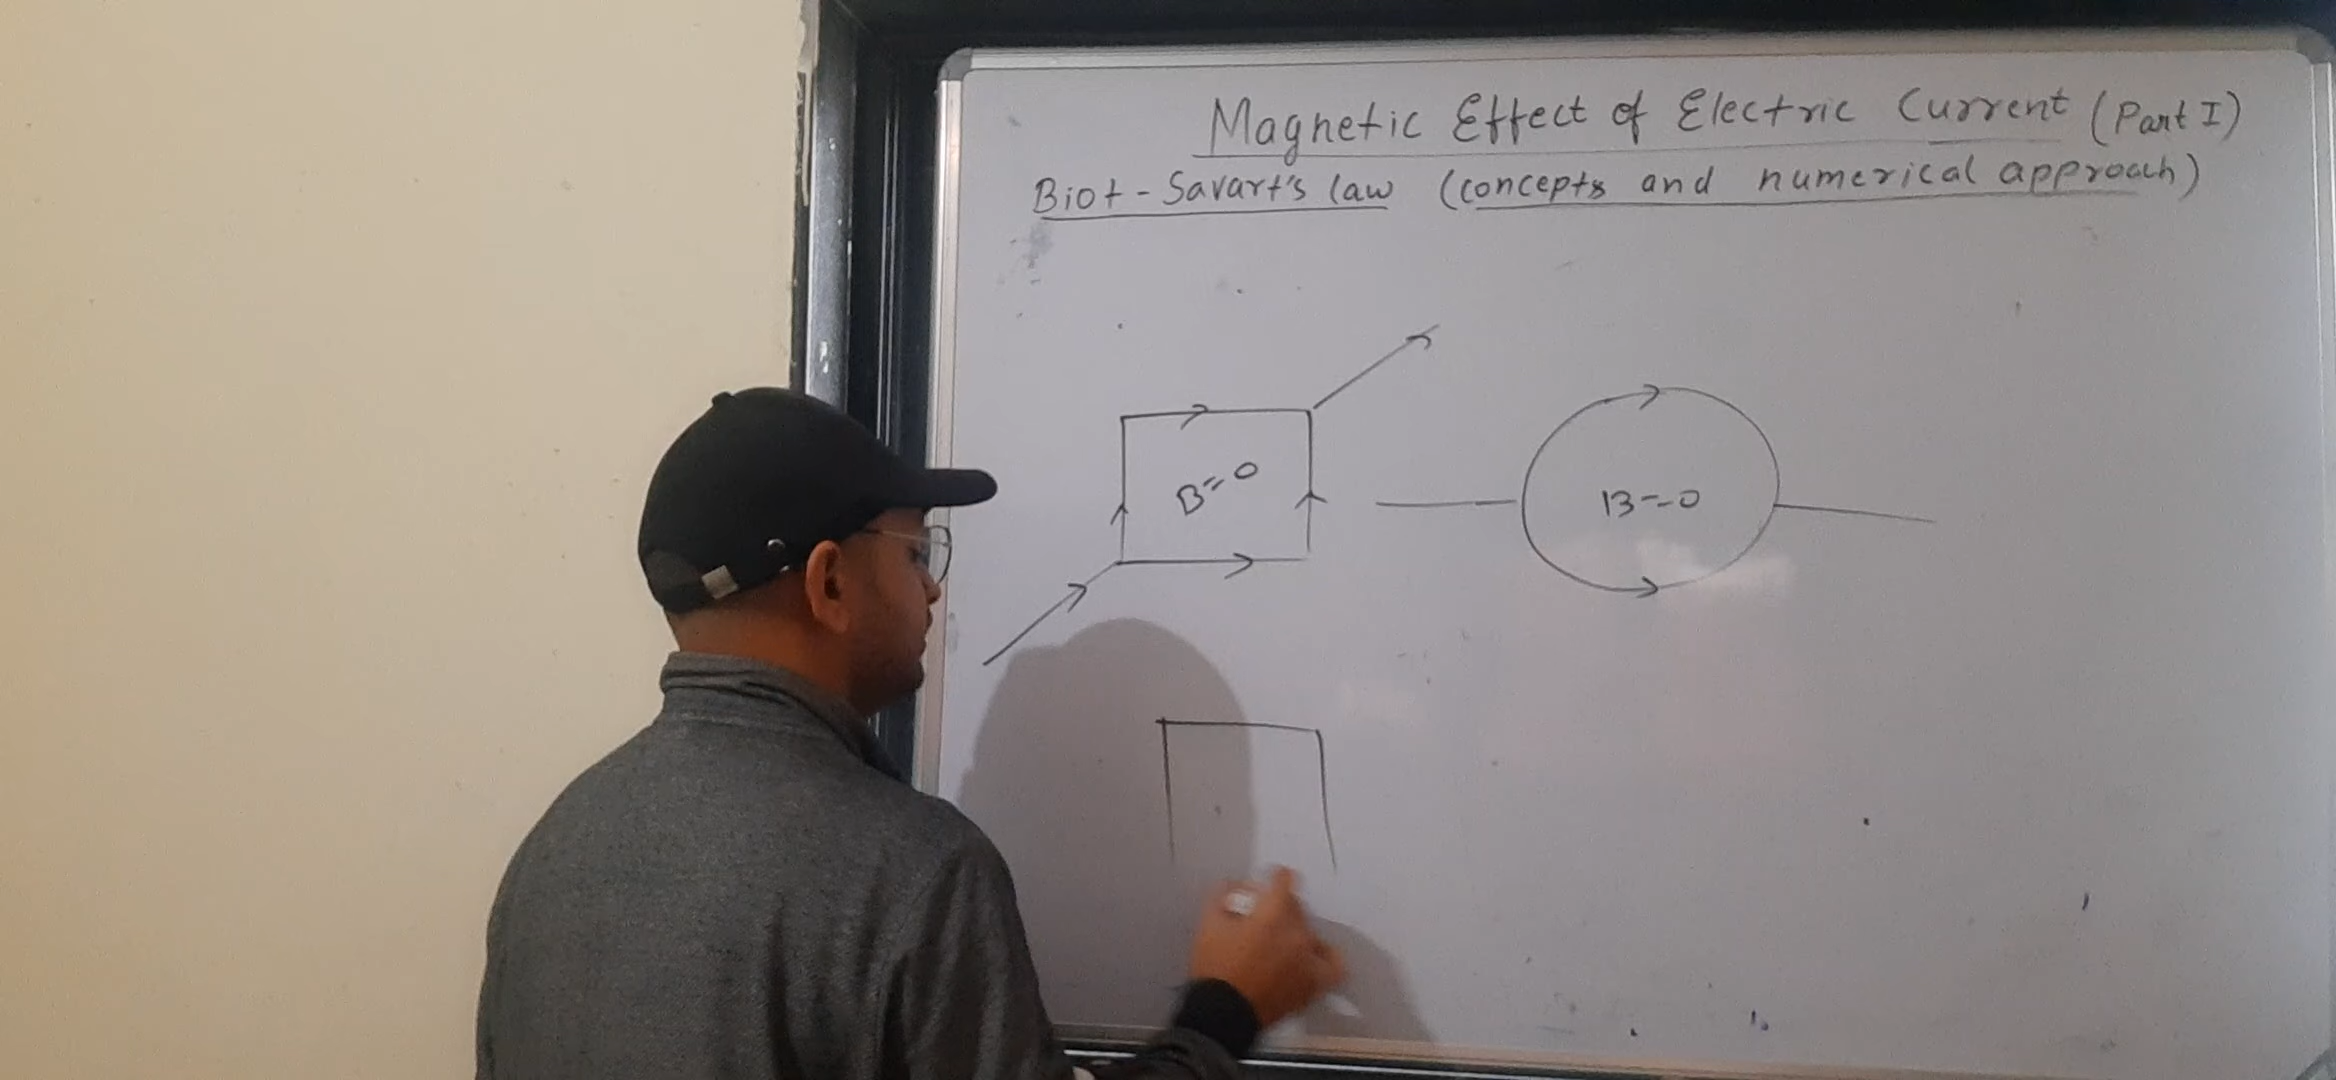 Magnetic Effect of Electric Current (Part I)
Biot-Savart's law (concepts and numerical approach)
B=0
B=0